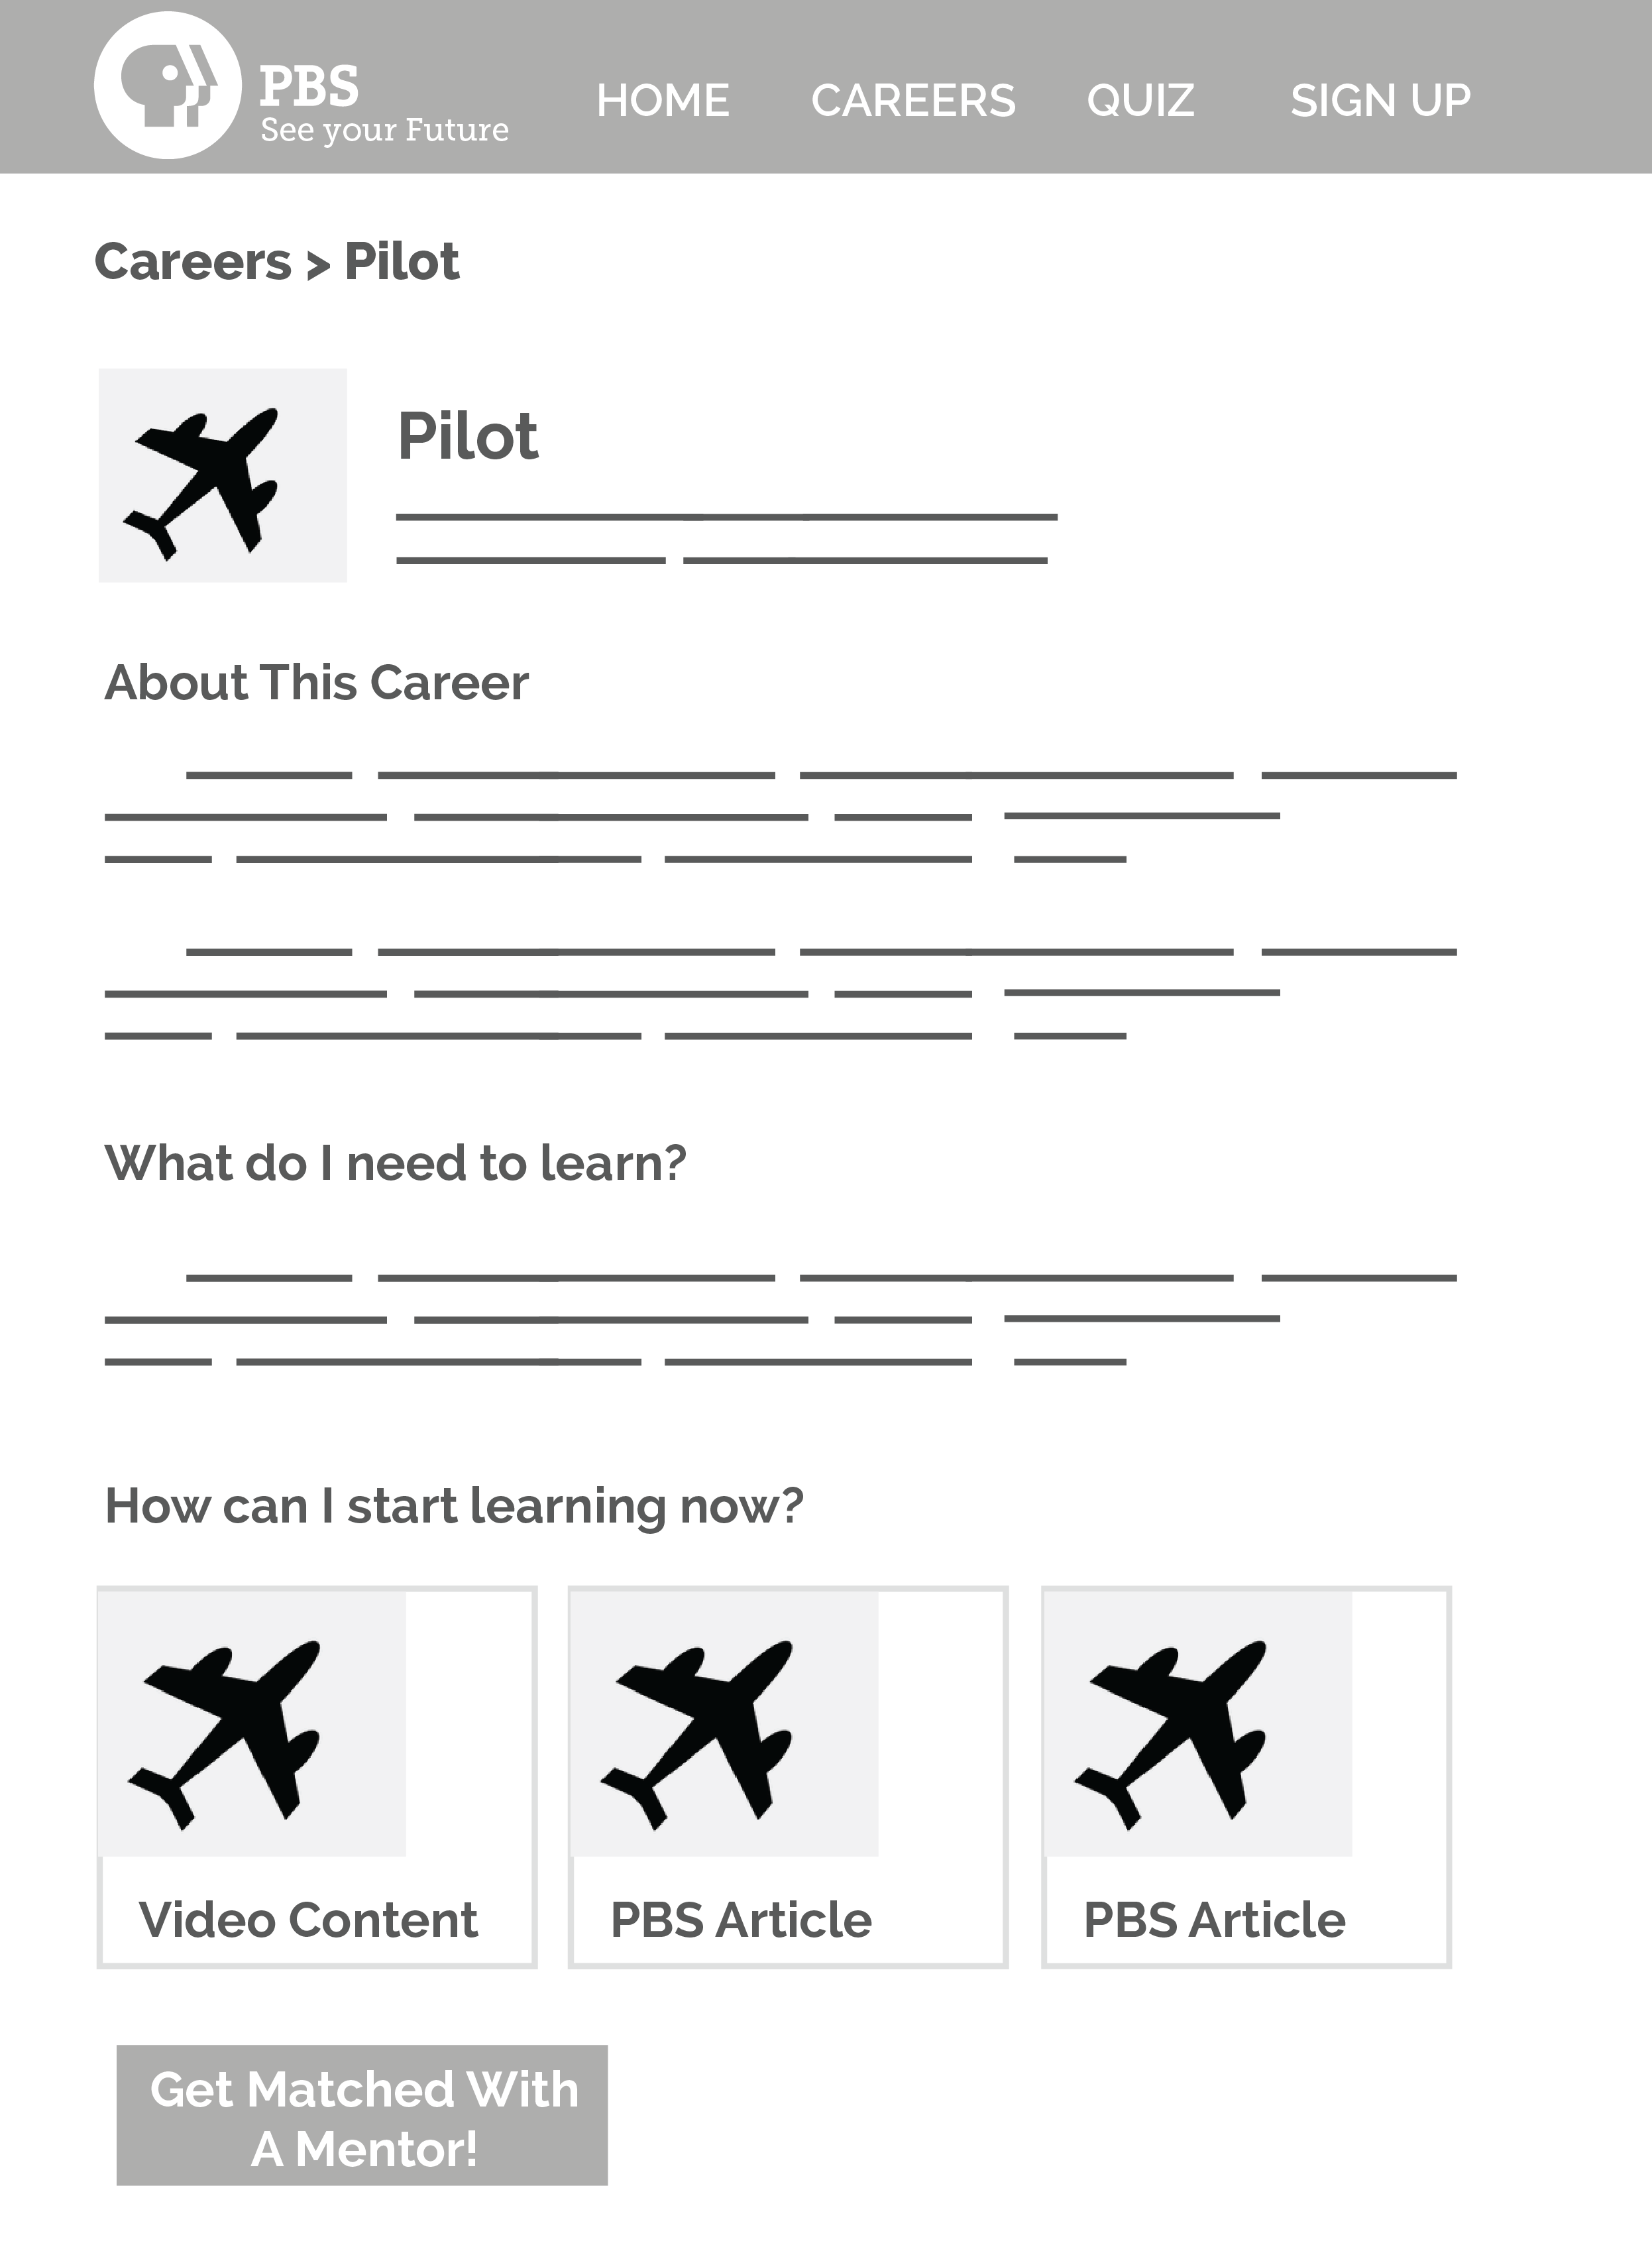 PBS
See your Future
HOME CAREERS QUIZ SIGN UP
Careers > Pilot
Pilot
About This Career
What do I need to learn?
How can I start learning now?
Video Content
PBS Article
PBS Article
Get Matched With
A Mentor!